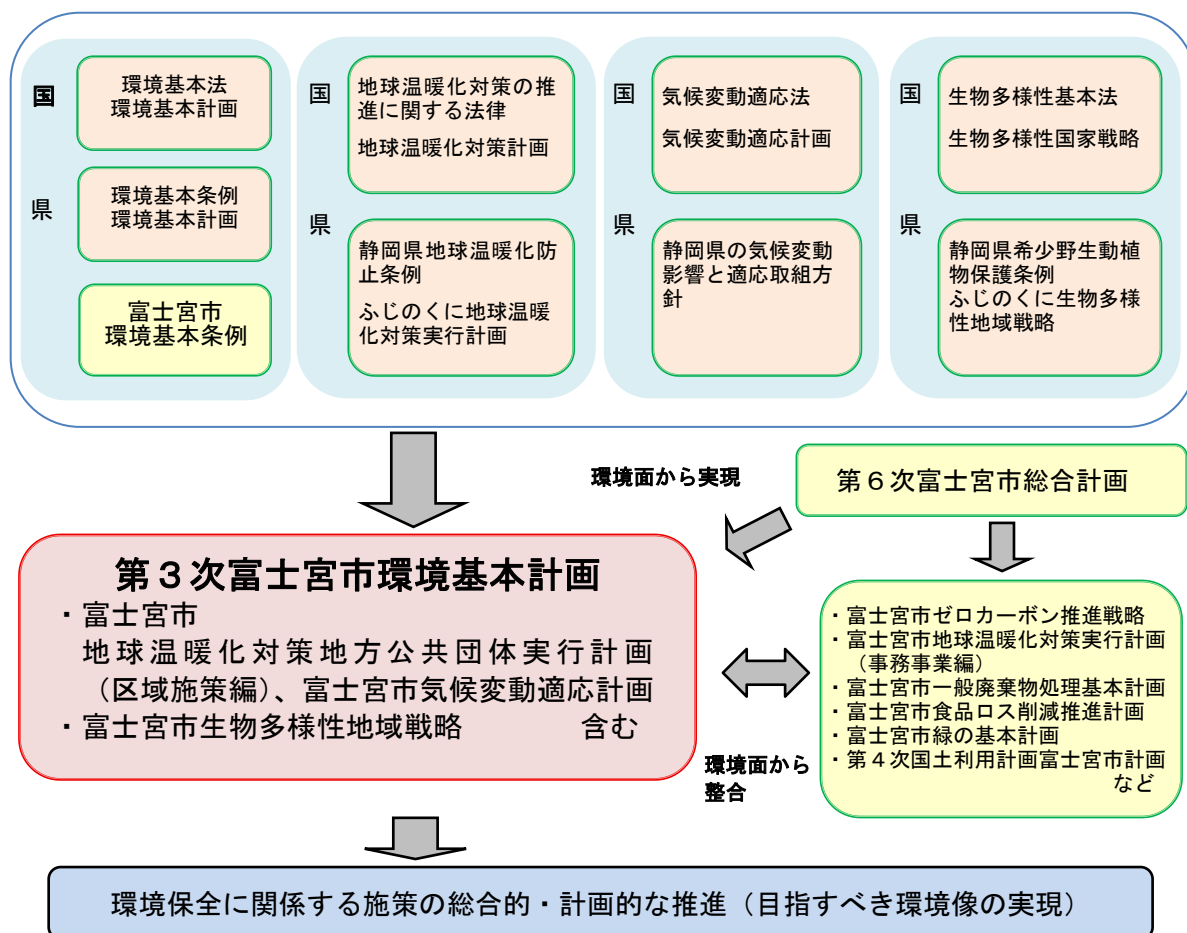 国
環境基本法
環境基本計画
県
環境基本条例
環境基本計画
富士宮市
環境基本条例
国
地球温暖化対策の推
進に関する法律
地球温暖化対策計画
県
静岡県地球温暖化防
止条例
ふじのくに地球温暖
化対策実行計画
国
気候変動適応法
気候変動適応計画
県
静岡県の気候変動
影響と適応取組方
針
国
生物多様性基本法
生物多様性国家戦略
県
静岡県希少野生動植
物保護条例
ふじのくに生物多様
性地域戦略
環境面から実現
第６次富士宮市総合計画
第３次富士宮市環境基本計画
・富士宮市
地球温暖化対策地方公共団体実行計画
（区域施策編）、富士宮市気候変動適応計画
・富士宮市生物多様性地域戦略　　　含む
環境面から
整合
・富士宮市ゼロカーボン推進戦略
・富士宮市地球温暖化対策実行計画
（事務事業編）
・富士宮市一般廃棄物処理基本計画
・富士宮市食品ロス削減推進計画
・富士宮市緑の基本計画
・第４次国土利用計画富士宮市計画
など
環境保全に関係する施策の総合的・計画的な推進（目指すべき環境像の実現）